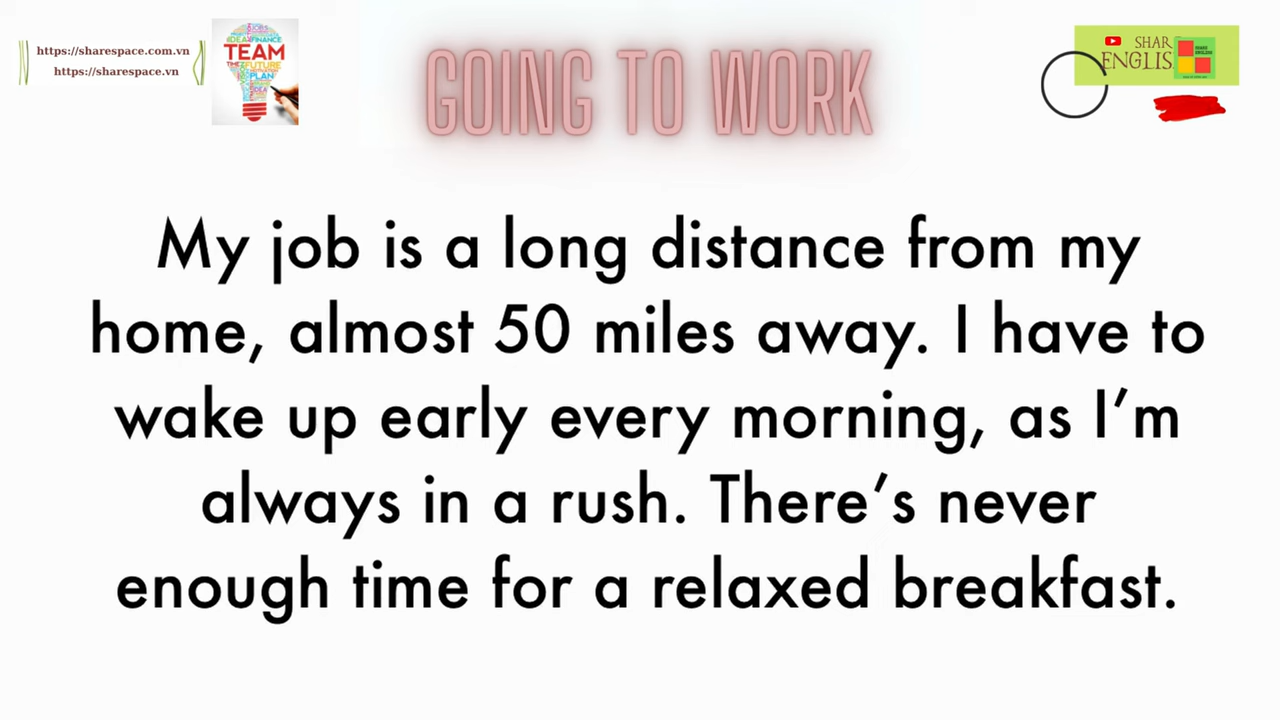 https://sharespace.com.vn
https://sharespace.vn
TEAM
FUTURE
PLAN
GOING TO WORK
SHAR
ENGLIS
My job is a long distance from my
home, almost 50 miles away. I have to
wake up early every morning, as I’m
always in a rush. There’s never
enough time for a relaxed breakfast.